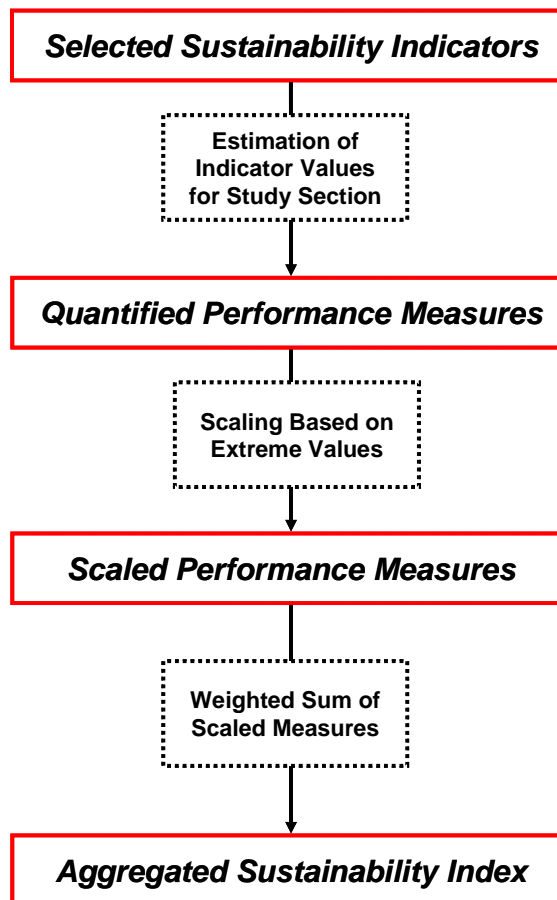 Selected Sustainability Indicators
Estimation of
Indicator Values
for Study Section
Quantified Performance Measures
Scaling Based on
Extreme Values
Scaled Performance Measures
Weighted Sum of
Scaled Measures
Aggregated Sustainability Index